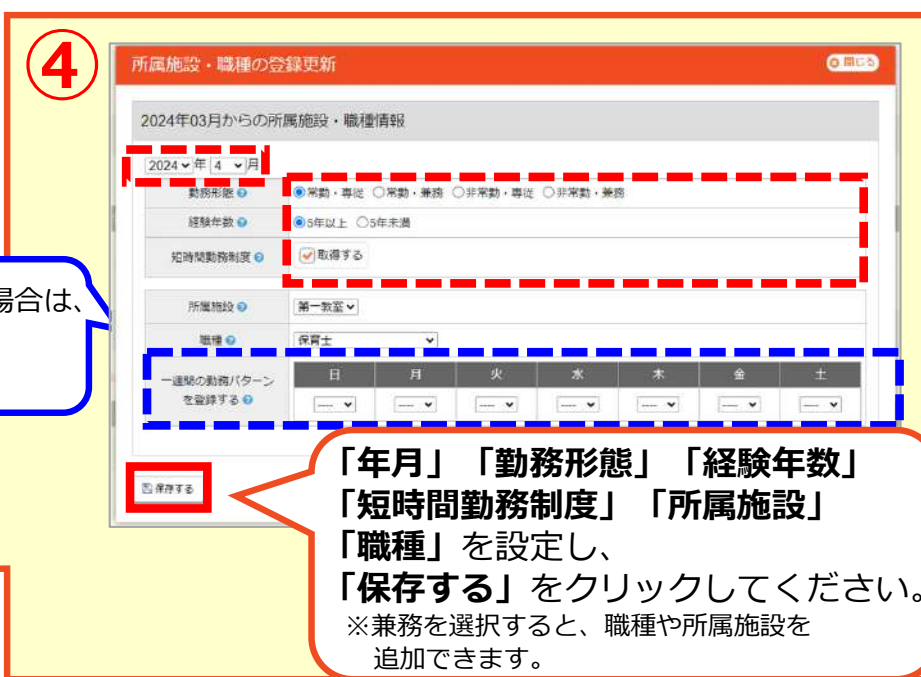 ④
所属施設・職種の登録更新
閉じる
2024年03月からの所属施設・職種情報
2024 年 4 月
勤務形態 常勤・専従 常勤・兼務 非常勤・専従 非常勤・兼務
経験年数 5年以上 5年未満
短時間勤務制度 取得する
場合は、
所属施設 第一教室
職種 保育士
一週間の勤務パターン
を登録する
日 月 火 水 木 金 土
---- ---- ---- ---- ---- ---- ----
保存する
「年月」「勤務形態」「経験年数」
「短時間勤務制度」「所属施設」
「職種」を設定し、
「保存する」をクリックしてください。
※兼務を選択すると、職種や所属施設を
追加できます。